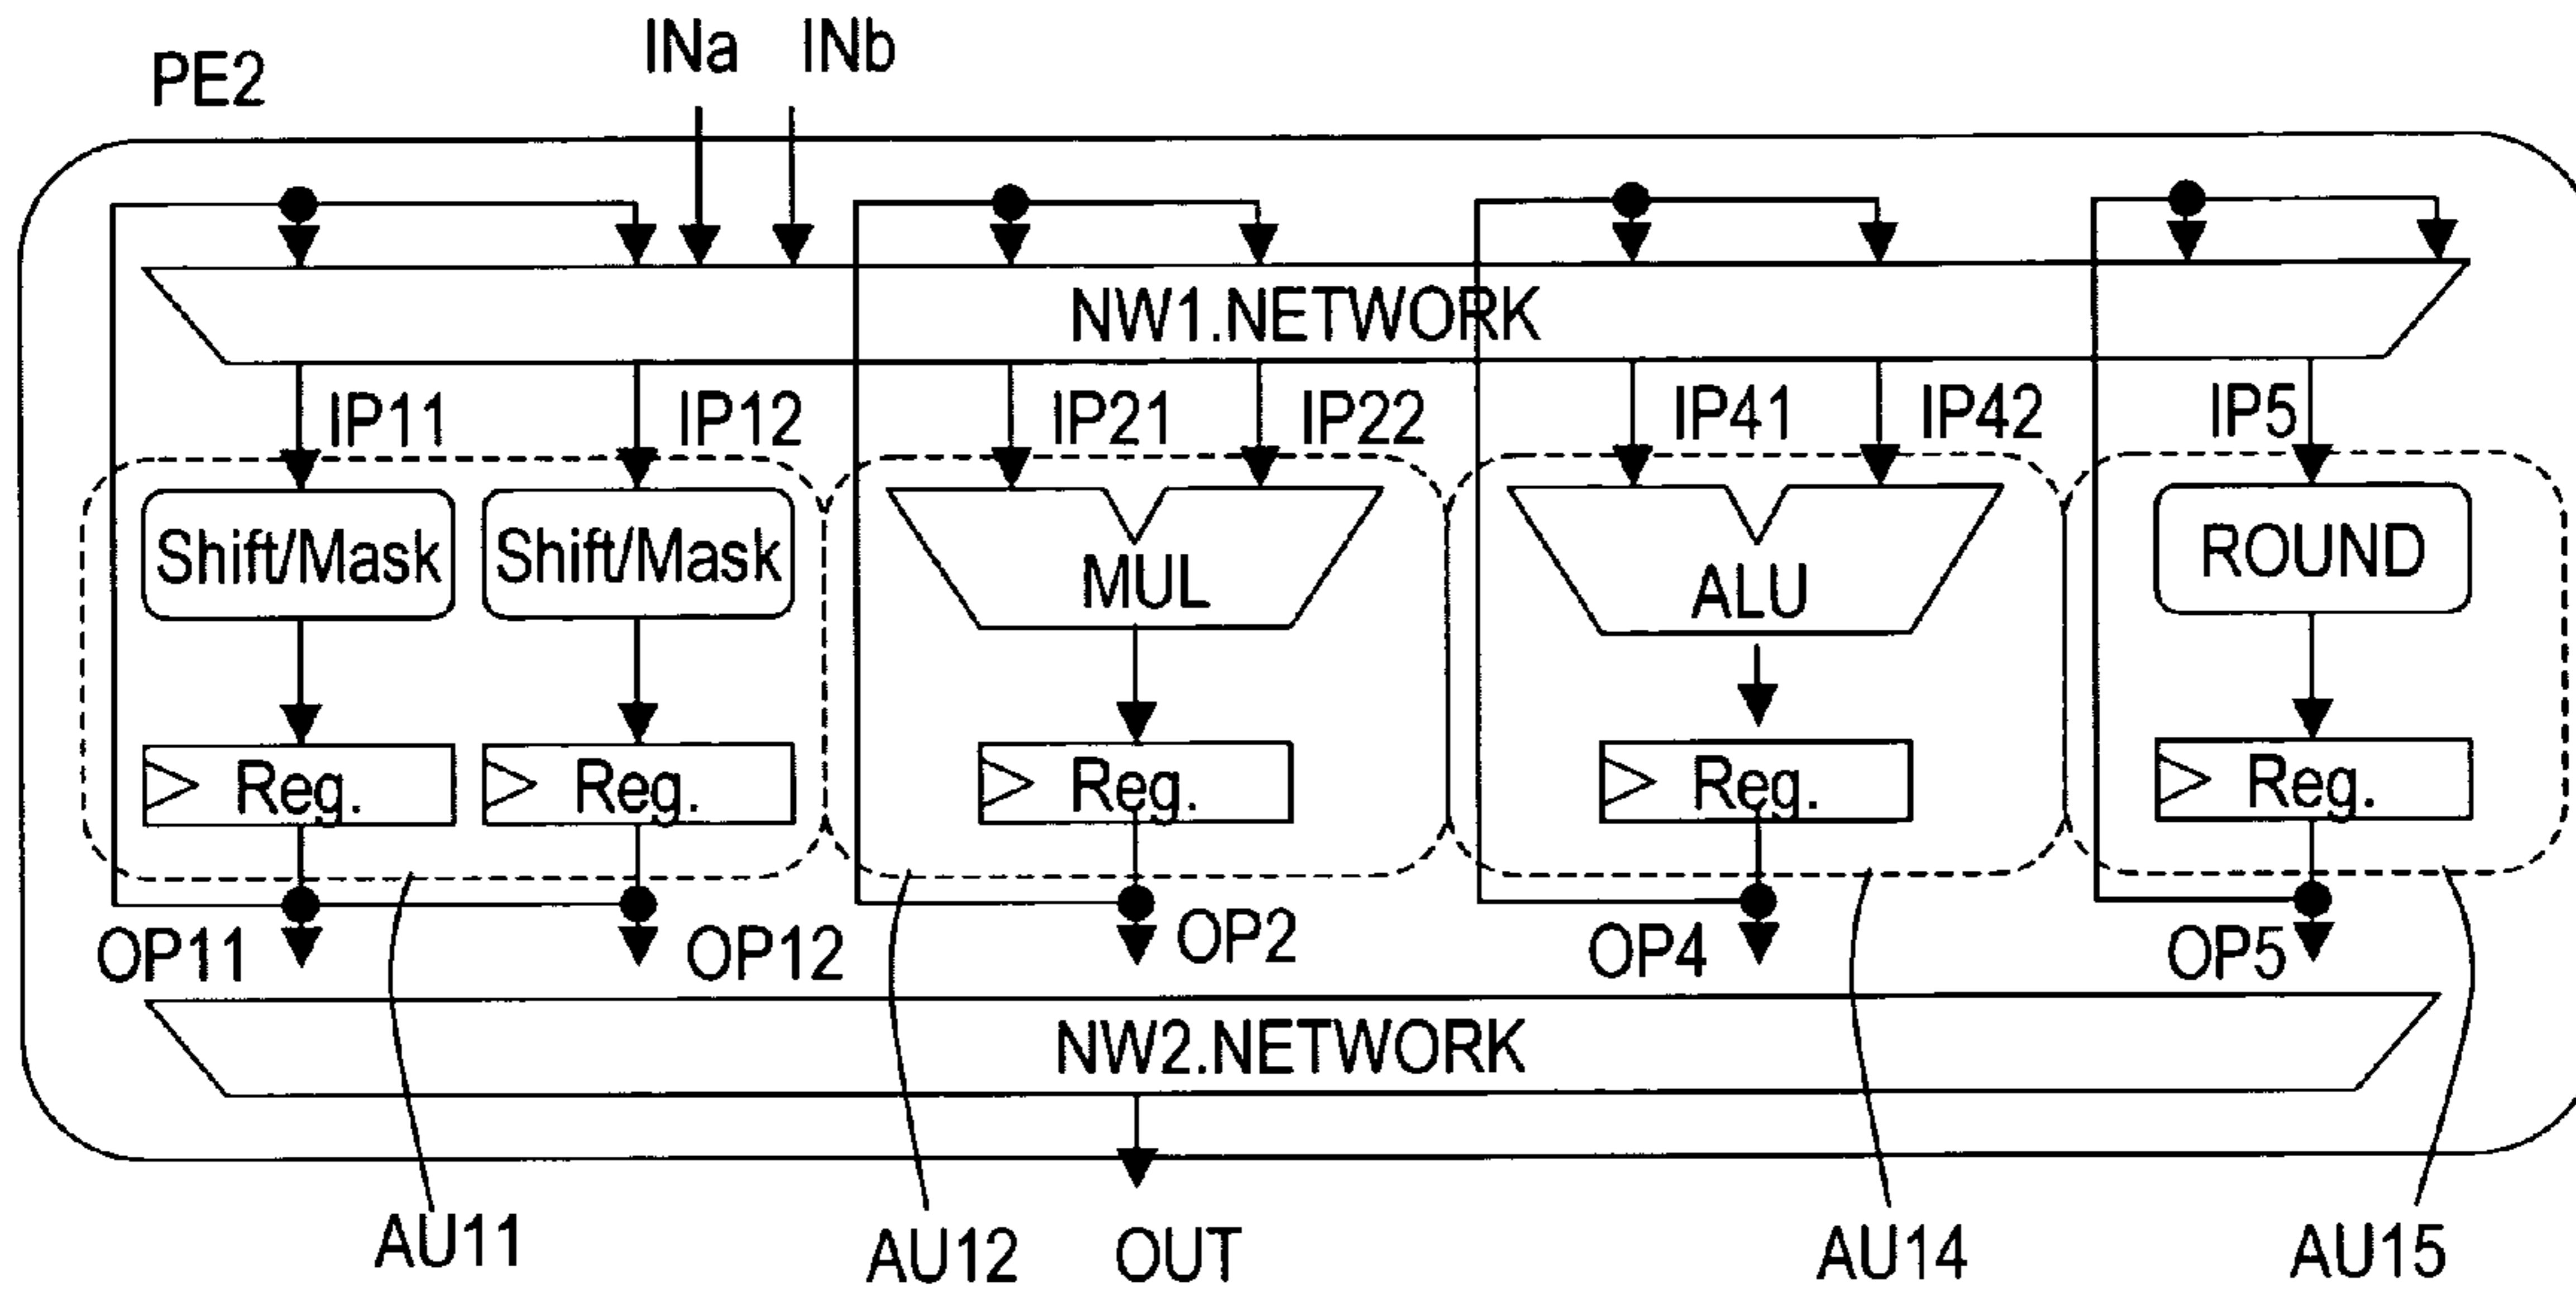 PE2
INa
INb
NW1.NETWORK
IP11
IP12
IP21
IP22
IP41
IP42
IP5
Shift/Mask
Shift/Mask
MUL
ALU
ROUND
Reg.
Reg.
Reg.
Reg.
Reg.
OP11
OP12
OP2
OP4
OP5
NW2.NETWORK
AU11
AU12
OUT
AU14
AU15